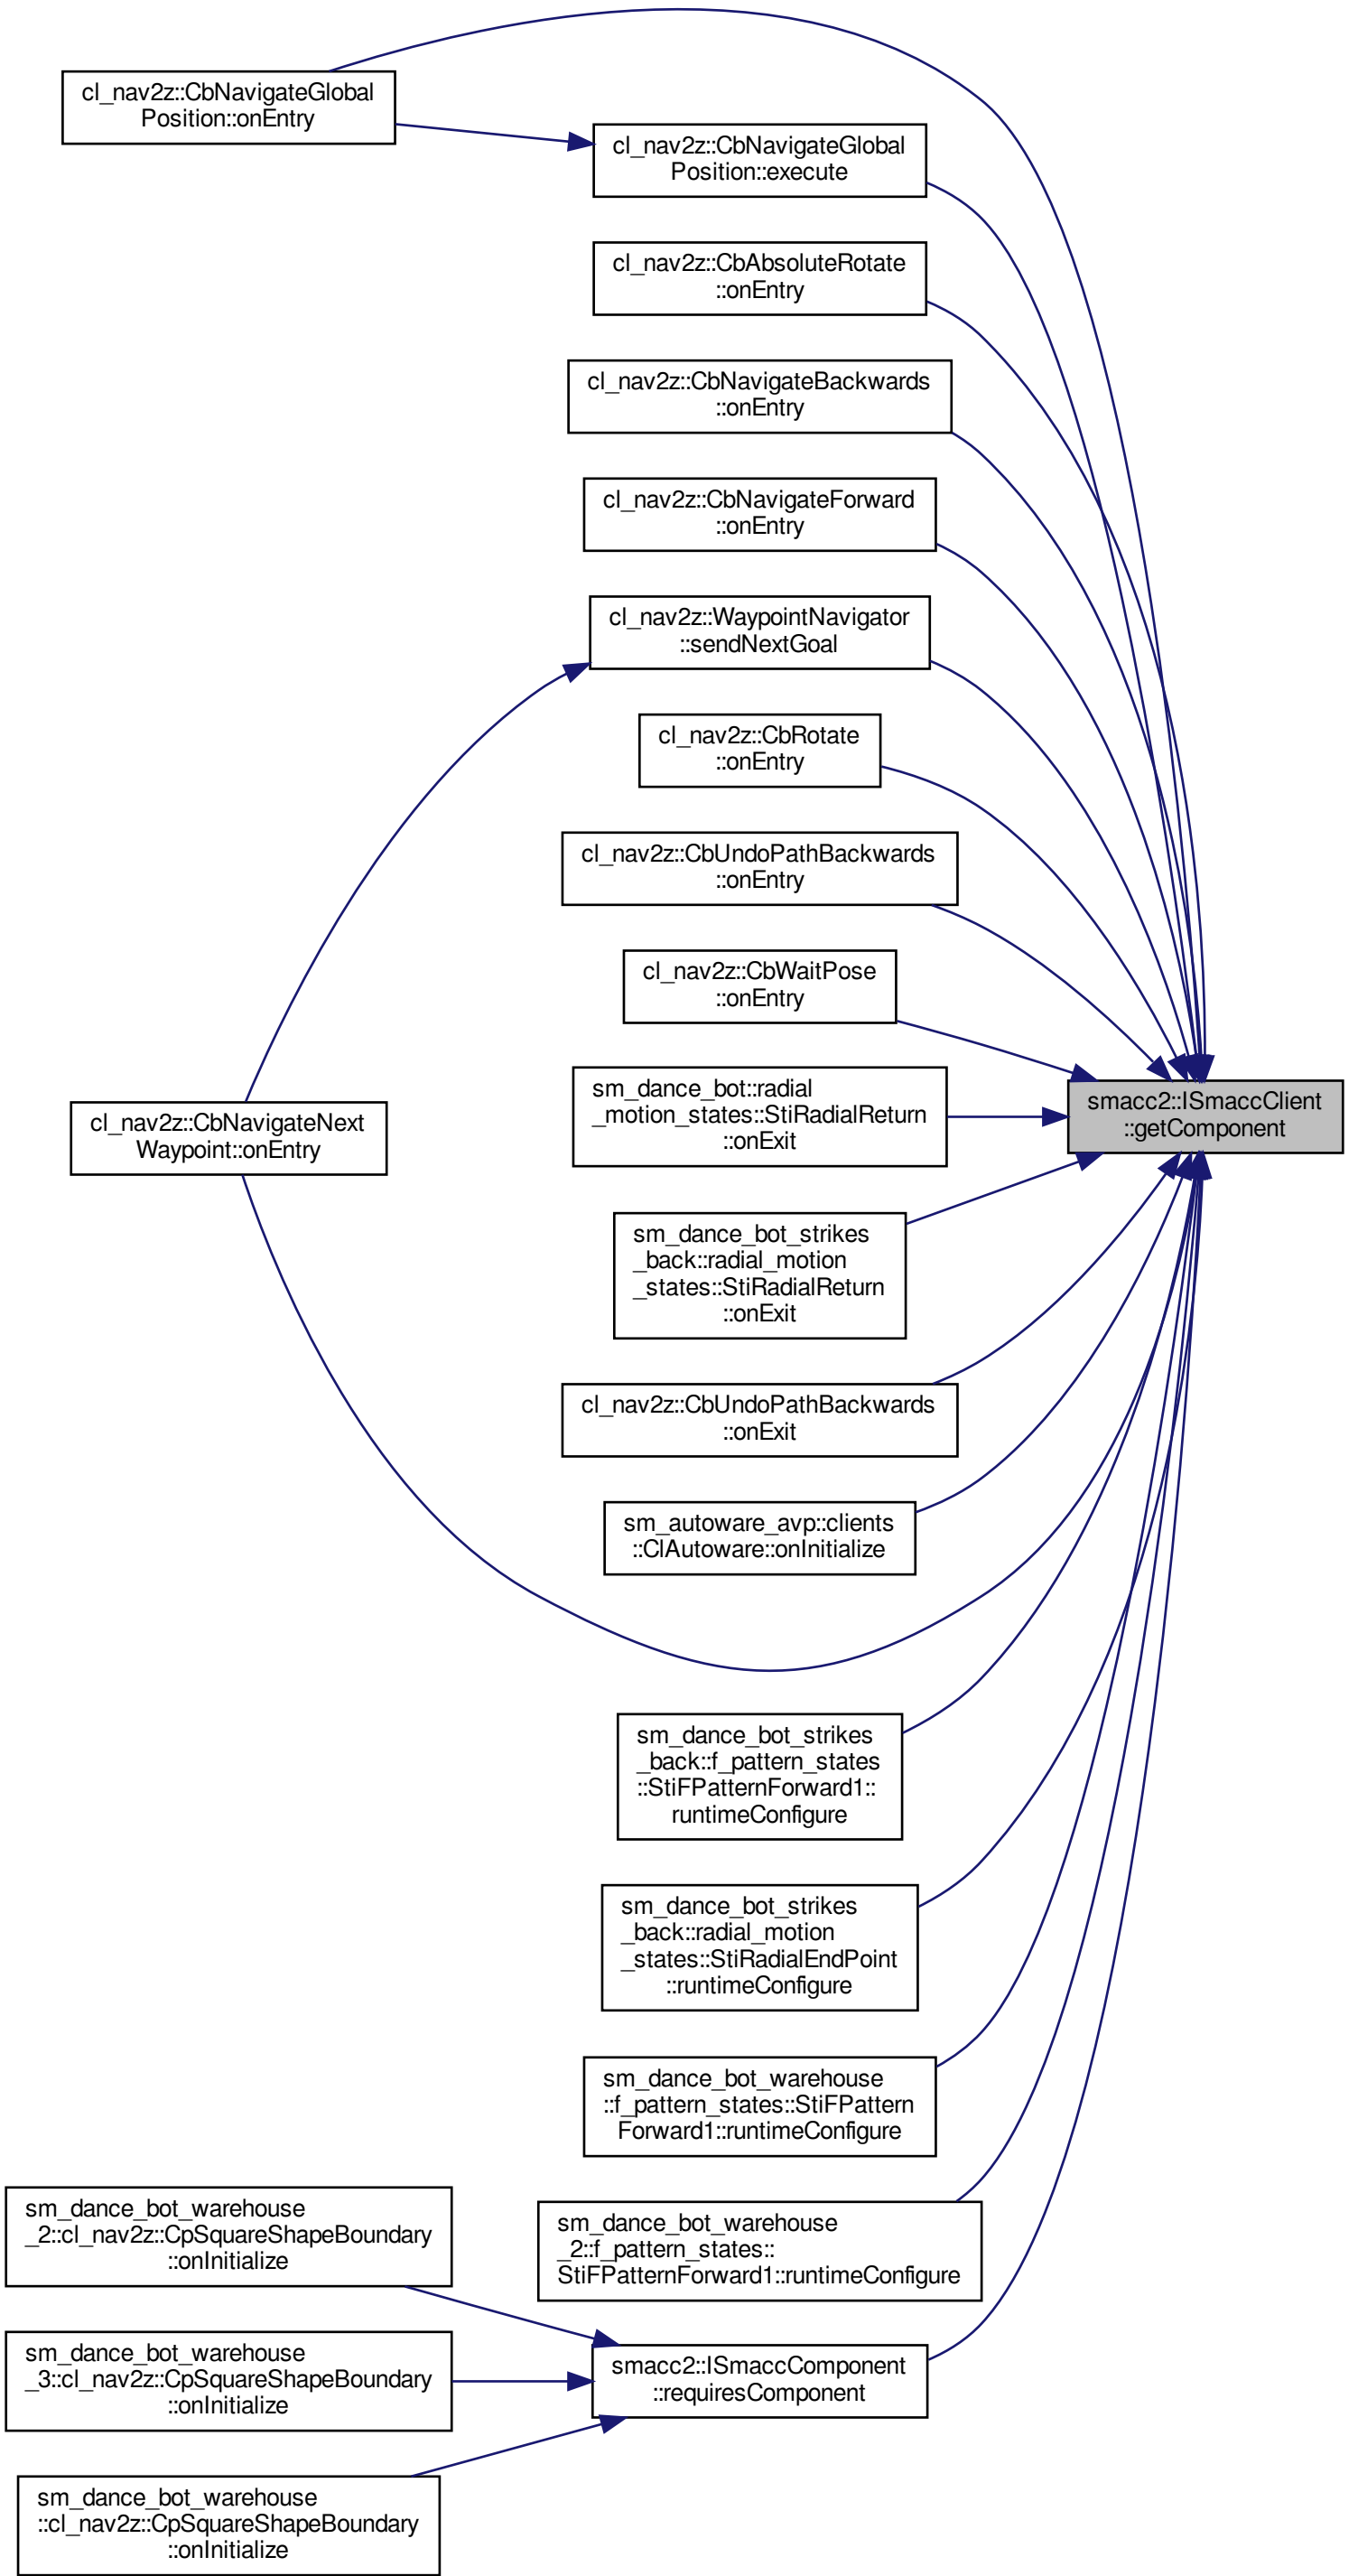 cl_nav2z::CbNavigateGlobal
Position::onEntry
cl_nav2z::CbNavigateGlobal
Position::execute
cl_nav2z::CbAbsoluteRotate
::onEntry
cl_nav2z::CbNavigateBackwards
::onEntry
cl_nav2z::CbNavigateForward
::onEntry
cl_nav2z::WaypointNavigator
::sendNextGoal
cl_nav2z::CbRotate
::onEntry
cl_nav2z::CbUndoPathBackwards
::onEntry
cl_nav2z::CbWaitPose
::onEntry
sm_dance_bot::radial
_motion_states::StiRadialReturn
::onExit
smacc2::ISmaccClient
::getComponent
cl_nav2z::CbNavigateNext
Waypoint::onEntry
sm_dance_bot_strikes
_back::radial_motion
_states::StiRadialReturn
::onExit
cl_nav2z::CbUndoPathBackwards
::onExit
sm_autoware_avp::clients
::ClAutoware::onInitialize
sm_dance_bot_strikes
_back::f_pattern_states
::StiFPatternForward1::
runtimeConfigure
sm_dance_bot_strikes
_back::radial_motion
_states::StiRadialEndPoint
::runtimeConfigure
sm_dance_bot_warehouse
::f_pattern_states::StiFPattern
Forward1::runtimeConfigure
sm_dance_bot_warehouse
_2::f_pattern_states::
StiFPatternForward1::runtimeConfigure
sm_dance_bot_warehouse
_2::cl_nav2z::CpSquareShapeBoundary
::onInitialize
sm_dance_bot_warehouse
_3::cl_nav2z::CpSquareShapeBoundary
::onInitialize
smacc2::ISmaccComponent
::requiresComponent
sm_dance_bot_warehouse
::cl_nav2z::CpSquareShapeBoundary
::onInitialize